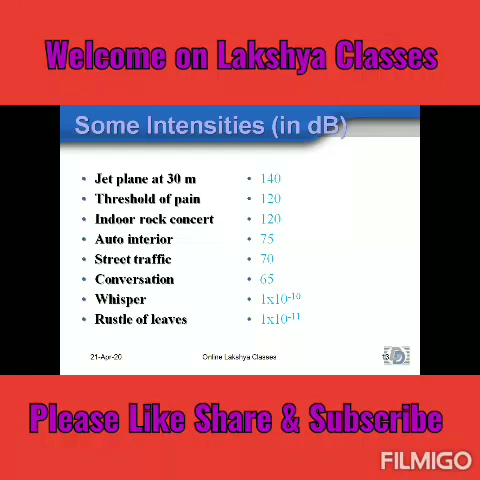 Welcome on Lakshya Classes
Some Intensities (in dB)
• Jet plane at 30 m • 140
• Threshold of pain • 120
• Indoor rock concert • 120
• Auto interior • 75
• Street traffic • 70
• Conversation • 65
• Whisper • 1x10⁻¹⁰
• Rustle of leaves • 1x10⁻¹¹
21-Apr-20 Online Lakshya Classes 13
Please Like Share & Subscribe
FILMIGO